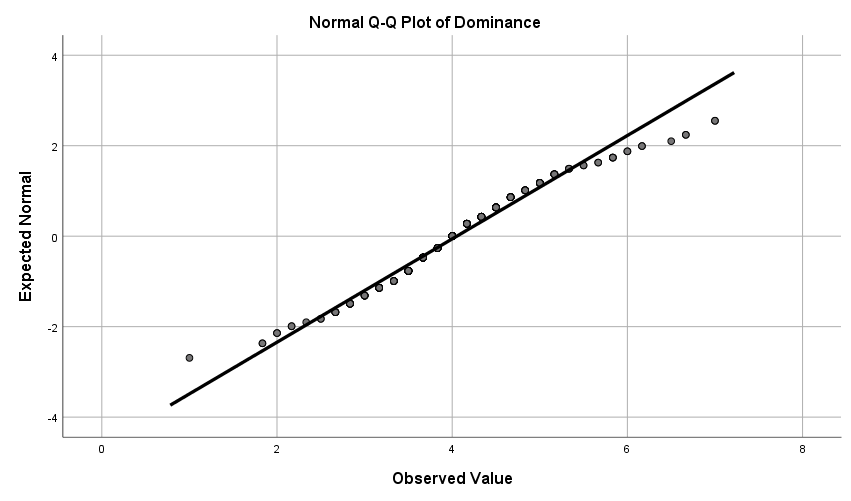 Normal Q-Q Plot of Dominance
4
2
0
-2
-4
Expected Normal
0 2 4 6 8
Observed Value